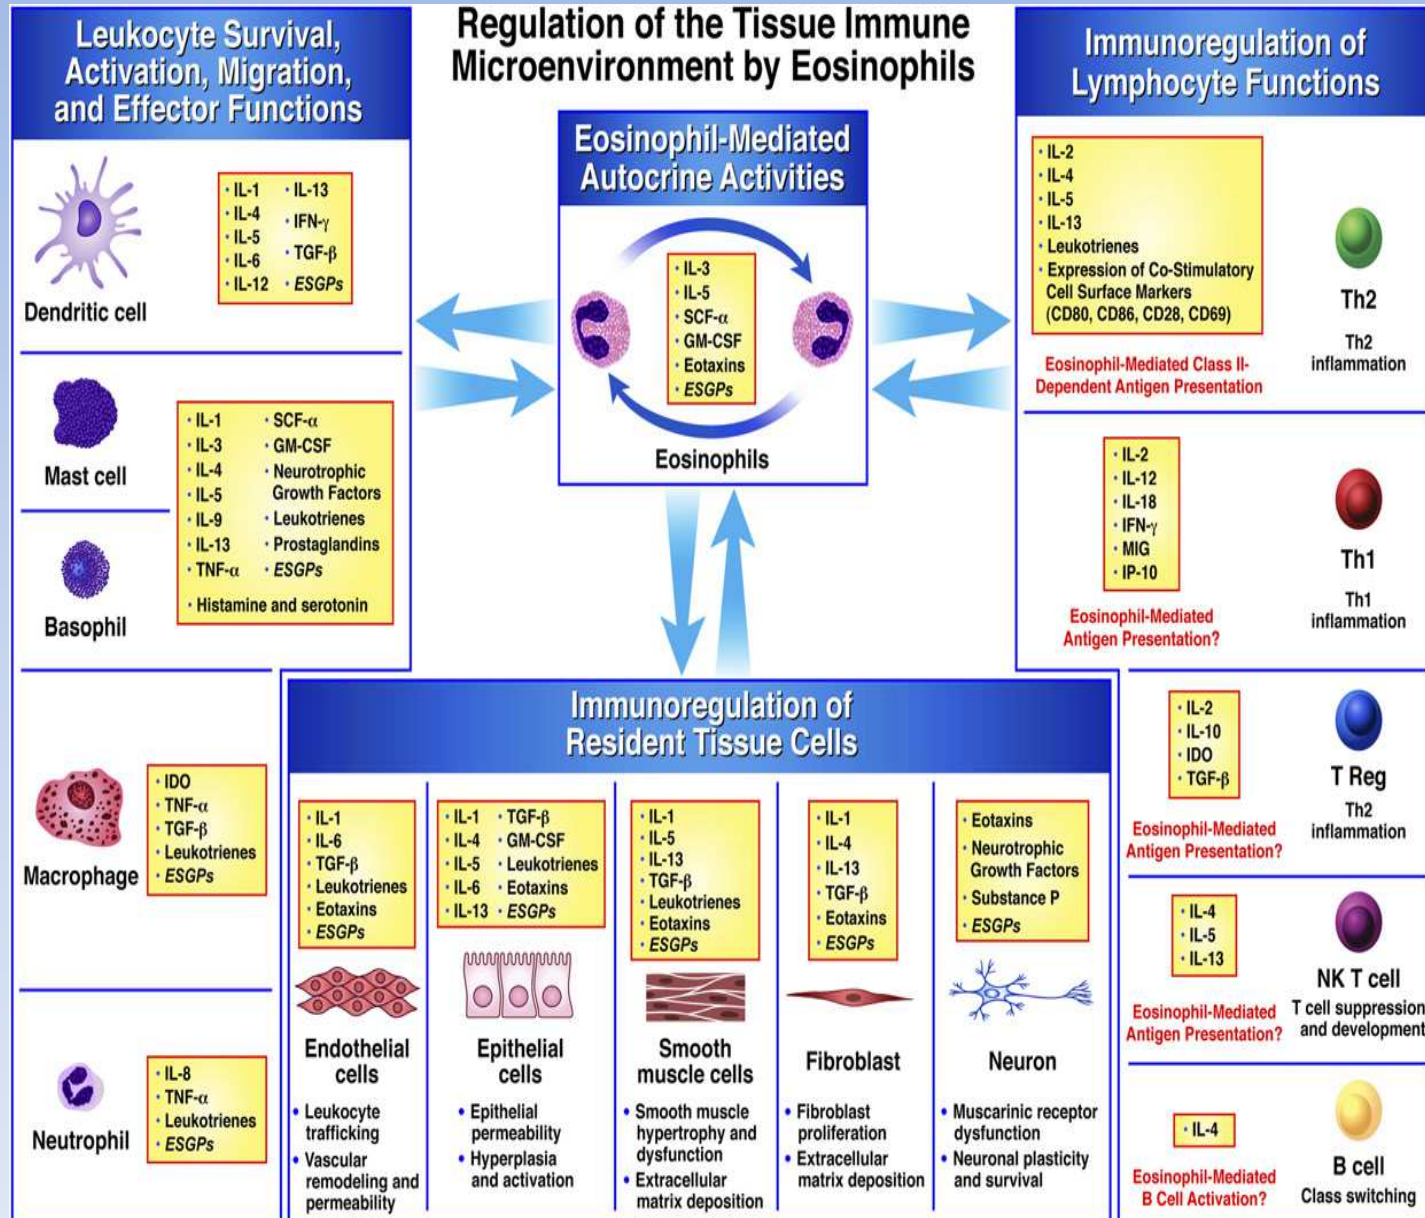 Regulation of the Tissue Immune
Microenvironment by Eosinophils
Leukocyte Survival,
Activation, Migration,
and Effector Functions
Dendritic cell
• IL-1
• IL-4
• IL-5
• IL-6
• IL-12
• IL-13
• IFN-γ
• TGF-β
• ESGPs
Mast cell
Basophil
• IL-1
• IL-3
• IL-4
• IL-5
• IL-9
• IL-13
• TNF-α
• SCF-α
• GM-CSF
• Neurotrophic
Growth Factors
• Leukotrienes
• Prostaglandins
• ESGPs
• Histamine and serotonin
Macrophage
• IDO
• TNF-α
• TGF-β
• Leukotrienes
• ESGPs
Neutrophil
• IL-8
• TNF-α
• Leukotrienes
• ESGPs
Eosinophil-Mediated
Autocrine Activities
• IL-3
• IL-5
• SCF-α
• GM-CSF
• Eotaxins
• ESGPs
Eosinophils
Immunoregulation of
Lymphocyte Functions
• IL-2
• IL-4
• IL-5
• IL-13
• Leukotrienes
• Expression of Co-Stimulatory
Cell Surface Markers
(CD80, CD86, CD28, CD69)
Eosinophil-Mediated Class II-
Dependent Antigen Presentation
Th2
Th2
inflammation
• IL-2
• IL-12
• IL-18
• IFN-γ
• MIG
• IP-10
Eosinophil-Mediated
Antigen Presentation?
Th1
Th1
inflammation
• IL-2
• IL-10
• IDO
• TGF-β
Eosinophil-Mediated
Antigen Presentation?
T Reg
Th2
inflammation
• IL-4
• IL-5
• IL-13
Eosinophil-Mediated
Antigen Presentation?
NK T cell
T cell suppression
and development
• IL-4
Eosinophil-Mediated
B Cell Activation?
B cell
Class switching
Immunoregulation of
Resident Tissue Cells
• IL-1
• IL-6
• TGF-β
• Leukotrienes
• Eotaxins
• ESGPs
Endothelial
cells
• Leukocyte
trafficking
• Vascular
remodeling and
permeability
• IL-1
• IL-4
• IL-5
• IL-6
• IL-13
• TGF-β
• GM-CSF
• Leukotrienes
• Eotaxins
• ESGPs
Epithelial
cells
• Epithelial
permeability
• Hyperplasia
and activation
• IL-1
• IL-5
• IL-13
• TGF-β
• Leukotrienes
• Eotaxins
• ESGPs
Smooth
muscle cells
• Smooth muscle
hypertrophy and
dysfunction
• Extracellular
matrix deposition
• IL-1
• IL-4
• IL-13
• TGF-β
• Eotaxins
• ESGPs
Fibroblast
• Fibroblast
proliferation
• Extracellular
matrix deposition
• Eotaxins
• Neurotrophic
Growth Factors
• Substance P
• ESGPs
Neuron
• Muscarinic receptor
dysfunction
• Neuronal plasticity
and survival